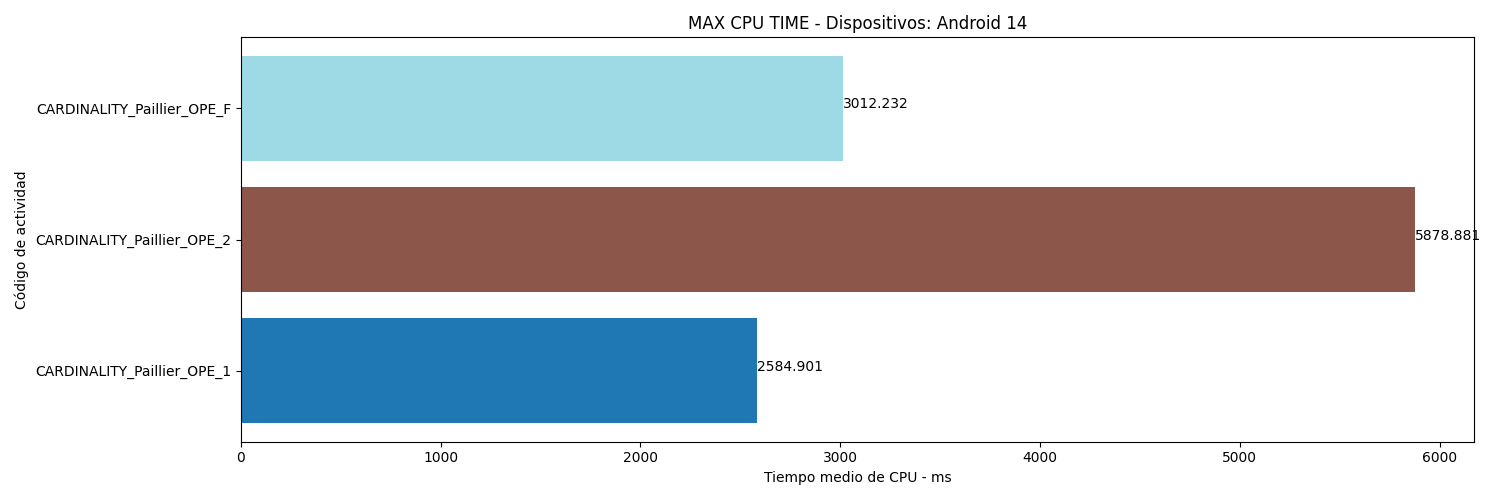 MAX CPU TIME - Dispositivos: Android 14
Código de actividad
CARDINALITY_Paillier_OPE_F
3012.232
CARDINALITY_Paillier_OPE_2
5878.881
CARDINALITY_Paillier_OPE_1
2584.901
0 1000 2000 3000 4000 5000 6000
Tiempo medio de CPU - ms